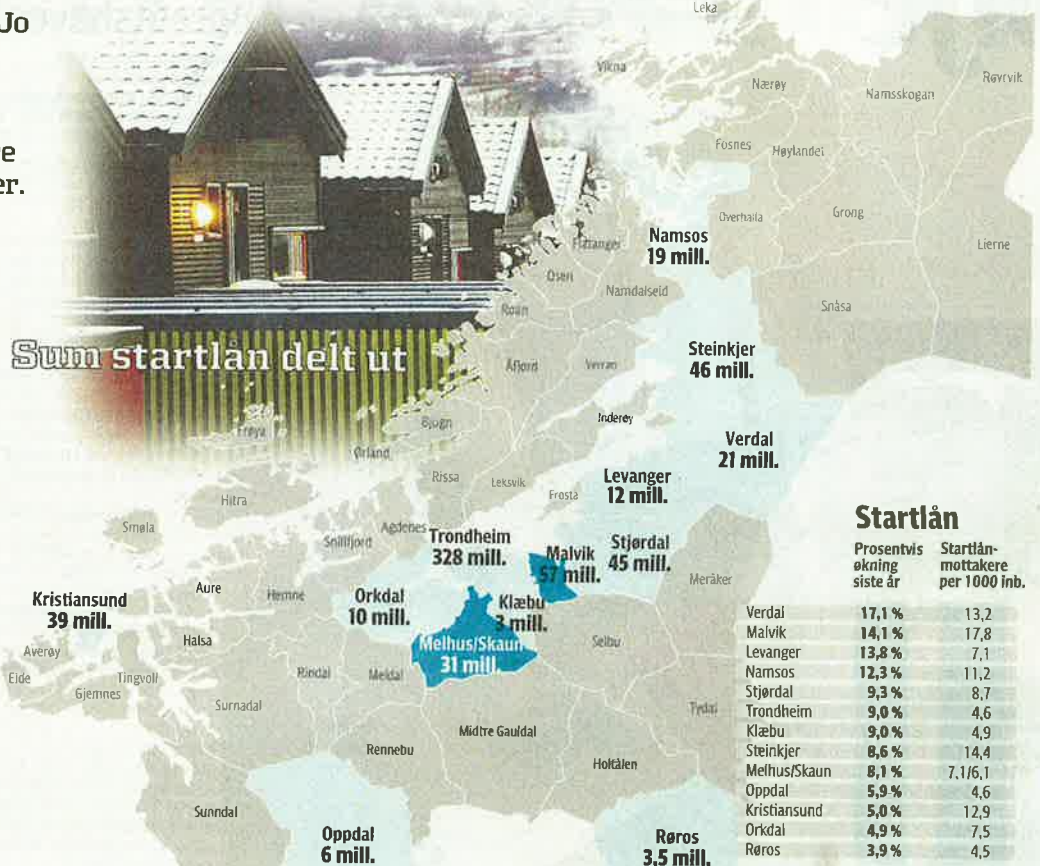 Jo
e
er.
Sum startlån delt ut
Leka
Vikna
Nærøy
Namsskogan
Røyrvik
Fosnes
Høylandet
Overhalla
Grong
Lierne
Namsos
19 mill.
Flatanger
Osen
Namdalseid
Snåsa
Roan
Steinkjer
46 mill.
Åfjord
Verran
Inderøy
Bjugn
Verdal
21 mill.
Frøya
Ørland
Rissa
Leksvik
Levanger
12 mill.
Frosta
Hitra
Smøla
Snillfjord
Agdenes
Trondheim
328 mill.
Malvik
57 mill.
Stjørdal
45 mill.
Meråker
Kristiansund
39 mill.
Aure
Hemne
Orkdal
10 mill.
Klæbu
3 mill.
Halsa
Melhus/Skaun
31 mill.
Selbu
Averøy
Eide
Gjemnes
Tingvoll
Rindal
Meldal
Surnadal
Tydal
Midtre Gauldal
Rennebu
Holtålen
Sunndal
Oppdal
6 mill.
Røros
3,5 mill.
Startlån
Prosentvis økning siste år
Startlån-mottakere per 1000 inb.
Verdal 17,1 % 13,2
Malvik 14,1 % 17,8
Levanger 13,8 % 7,1
Namsos 12,3 % 11,2
Stjørdal 9,3 % 8,7
Trondheim 9,0 % 4,6
Klæbu 9,0 % 4,9
Steinkjer 8,6 % 14,4
Melhus/Skaun 8,1 % 7,1/6,1
Oppdal 5,9 % 4,6
Kristiansund 5,0 % 12,9
Orkdal 4,9 % 7,5
Røros 3,9 % 4,5